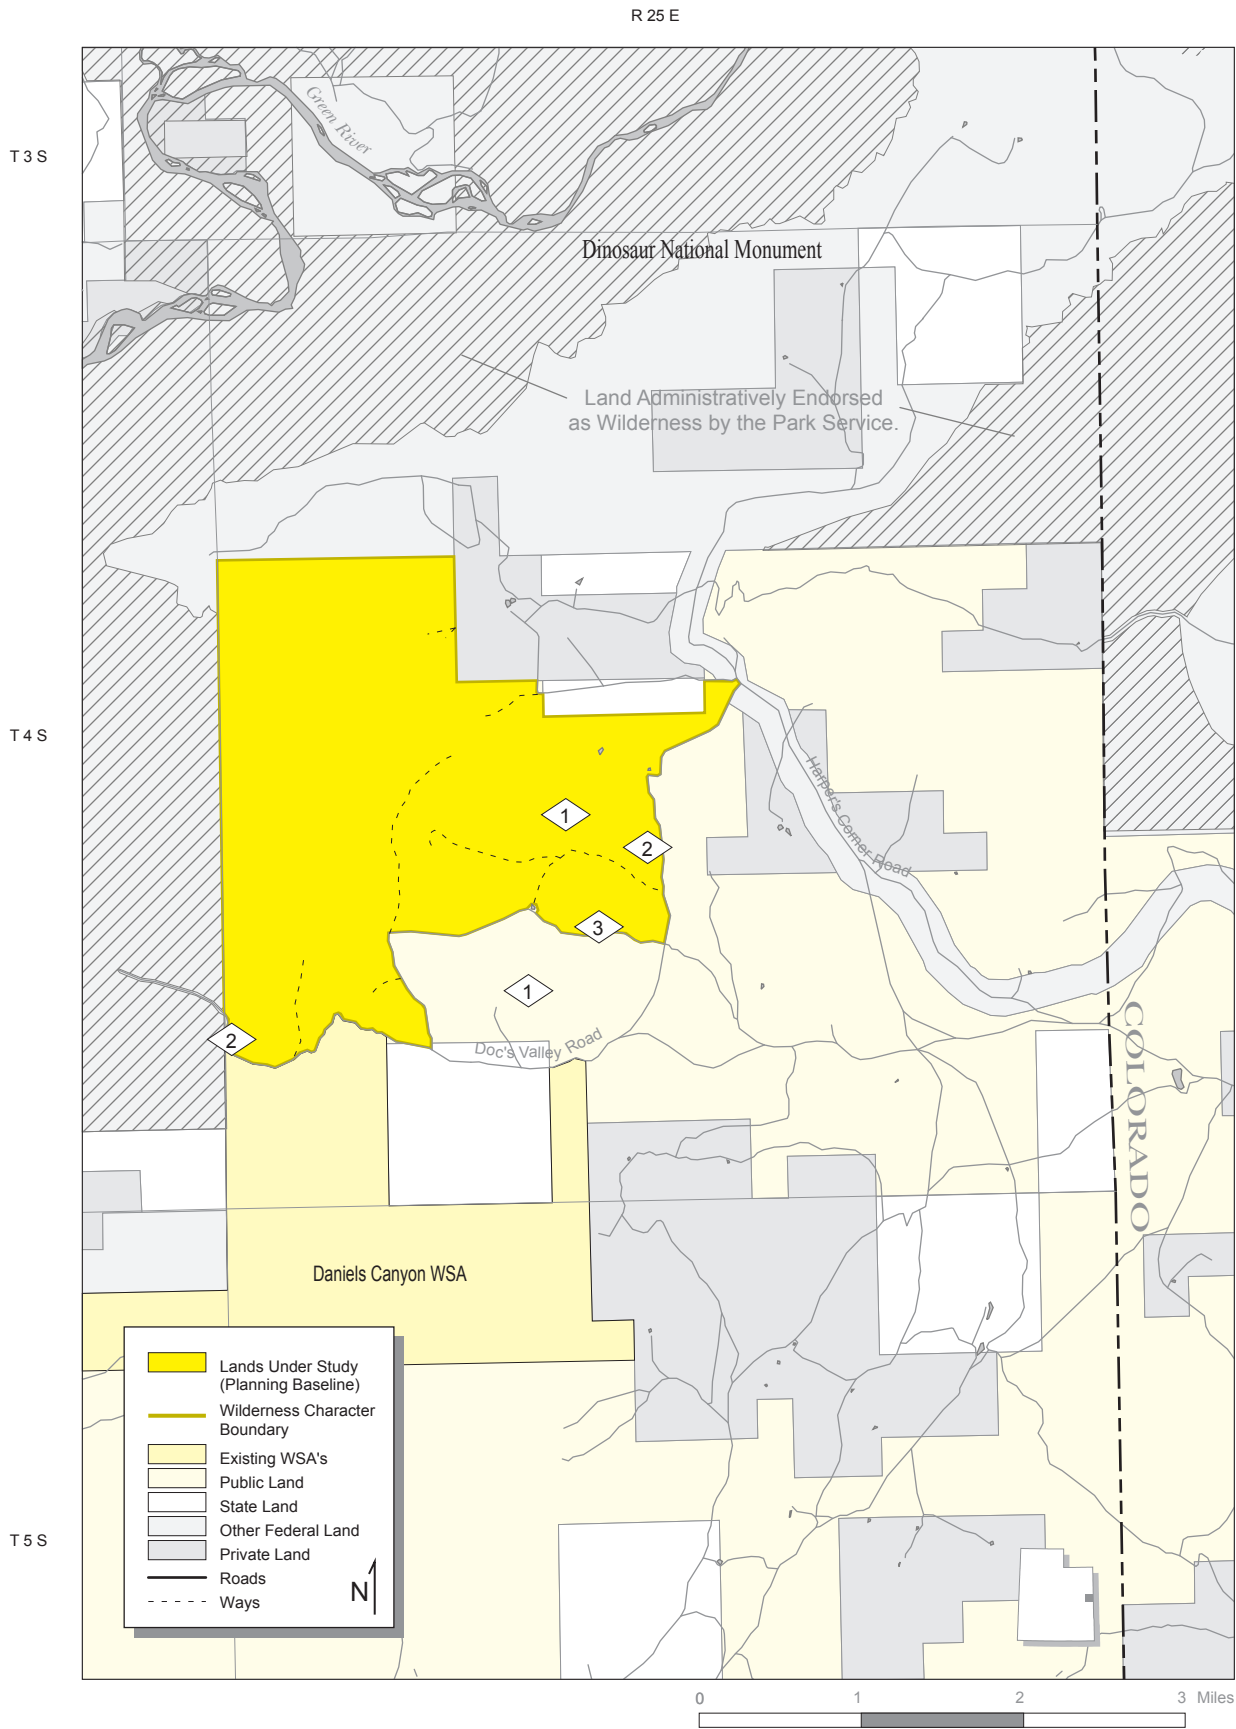 R 25 E
T 3 S
Green River
Dinosaur National Monument
Land Administratively Endorsed
as Wilderness by the Park Service.
T 4 S
Harper's Corner Road
1
2
3
1
2
Doc's Valley Road
COLORADO
Daniels Canyon WSA
Lands Under Study
(Planning Baseline)
Wilderness Character
Boundary
Existing WSA's
Public Land
State Land
Other Federal Land
Private Land
Roads
Ways
N
T 5 S
0 1 2 3 Miles